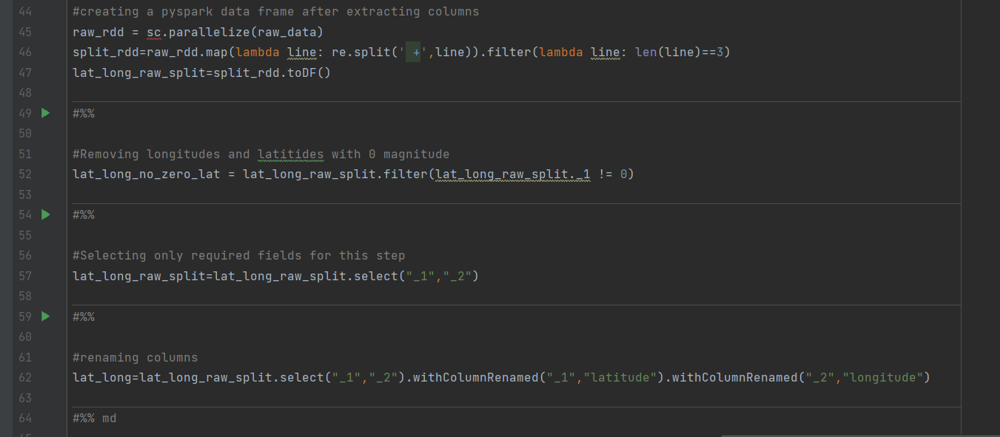 44 #creating a pyspark data frame after extracting columns
45 raw_rdd = sc.parallelize(raw_data)
46 split_rdd=raw_rdd.map(lambda line: re.split(' +',line)).filter(lambda line: len(line)==3)
47 lat_long_raw_split=split_rdd.toDF()
48
49 #%%
50
51 #Removing longitudes and latitides with 0 magnitude
52 lat_long_no_zero_lat = lat_long_raw_split.filter(lat_long_raw_split._1 != 0)
53
54 #%%
55
56 #Selecting only required fields for this step
57 lat_long_raw_split=lat_long_raw_split.select("_1","_2")
58
59 #%%
60
61 #renaming columns
62 lat_long=lat_long_raw_split.select("_1","_2").withColumnRenamed("_1","latitude").withColumnRenamed("_2","longitude")
63
64 #%% md